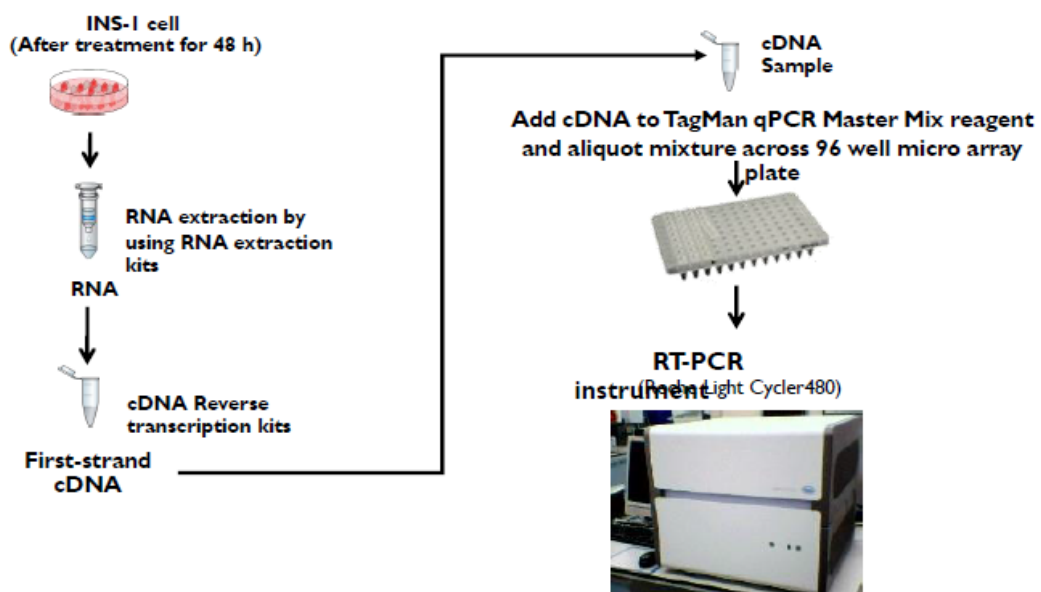 INS-1 cell
(After treatment for 48 h)
RNA extraction by
using RNA extraction
kits
RNA
cDNA Reverse
transcription kits
First-strand
cDNA
cDNA
Sample
Add cDNA to TagMan qPCR Master Mix reagent
and aliquot mixture across 96 well micro array
plate
RT-PCR
instrument
(Roche Light Cycler480)